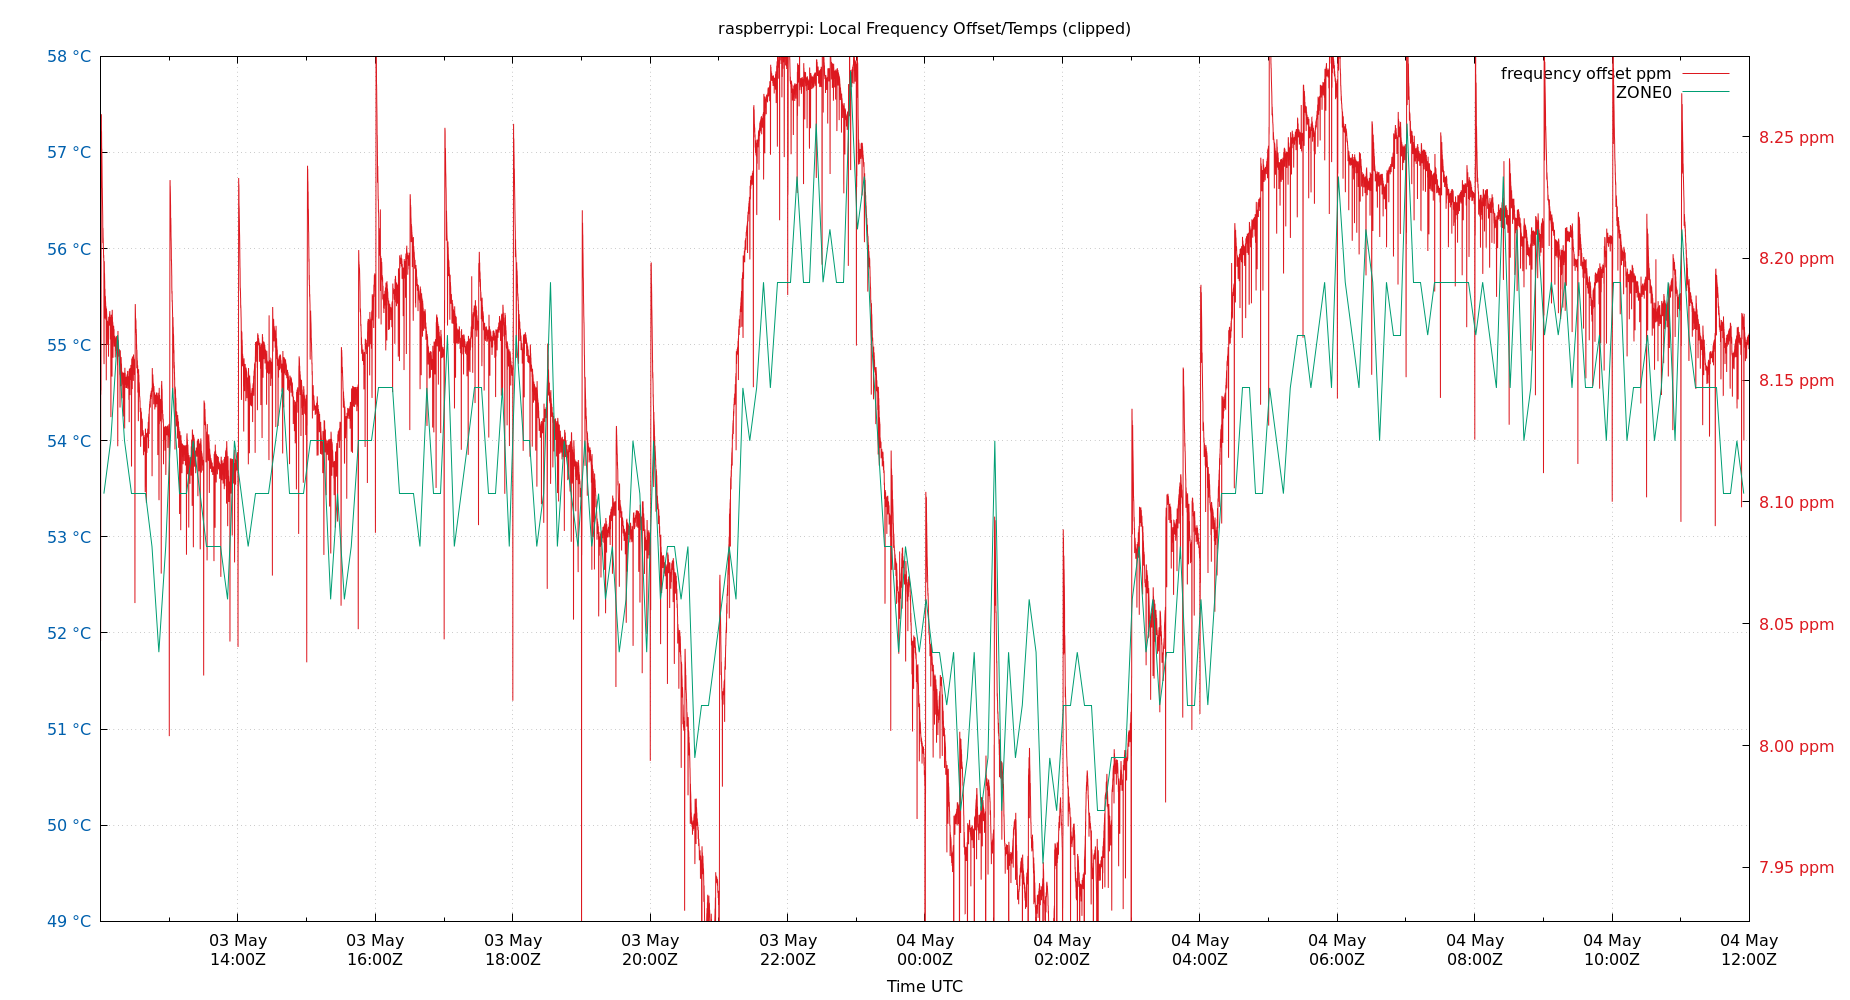 raspberrypi: Local Frequency Offset/Temps (clipped)
58 °C
57 °C
56 °C
55 °C
54 °C
53 °C
52 °C
51 °C
50 °C
49 °C
frequency offset ppm
ZONE0
8.25 ppm
8.20 ppm
8.15 ppm
8.10 ppm
8.05 ppm
8.00 ppm
7.95 ppm
03 May
14:00Z
03 May
16:00Z
03 May
18:00Z
03 May
20:00Z
03 May
22:00Z
04 May
00:00Z
04 May
02:00Z
04 May
04:00Z
04 May
06:00Z
04 May
08:00Z
04 May
10:00Z
04 May
12:00Z
Time UTC